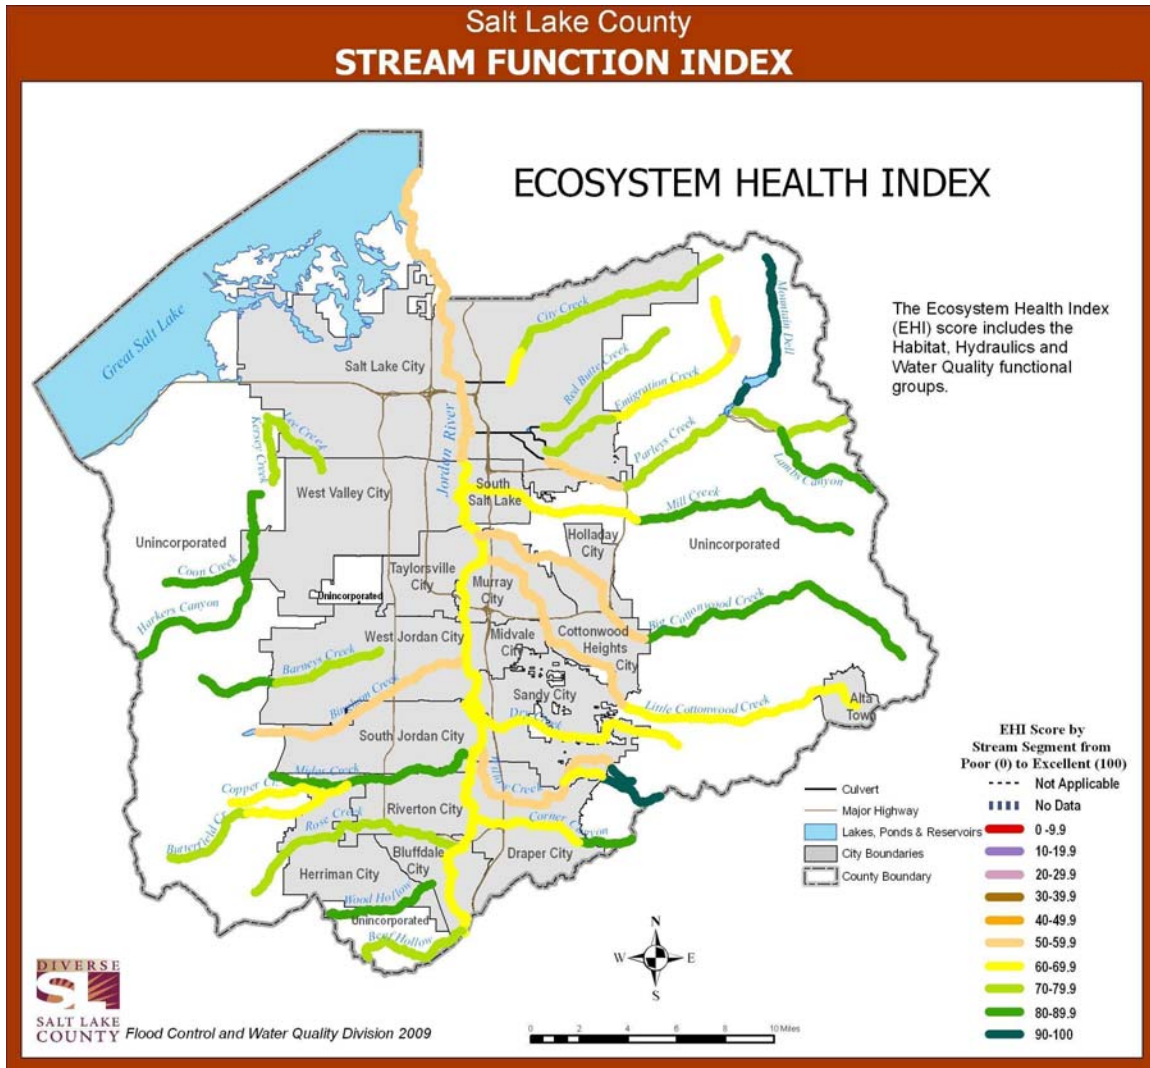 Salt Lake County
STREAM FUNCTION INDEX
ECOSYSTEM HEALTH INDEX
The Ecosystem Health Index
(EHI) score includes the
Habitat, Hydraulics and
Water Quality functional
groups.
Great Salt Lake
City Creek
Mountain Dell
Salt Lake City
Red Butte Creek
Emigration Creek
Jordan River
Kersey Creek
Lee Creek
Parleys Creek
Lambs Canyon
West Valley City
South
Salt Lake
Mill Creek
Unincorporated
Holladay
City
Unincorporated
Coon Creek
Taylorsville
City
Murray
City
Unincorporated
Harkers Canyon
Big Cottonwood Creek
West Jordan City
Midvale
City
Cottonwood
Heights
City
Barneys Creek
Bingham Creek
Sandy City
Little Cottonwood Creek
Alta
Town
Dry Creek
South Jordan City
Midas Creek
Willow Creek
Copper Cr.
Riverton City
Corner Canyon
Butterfield Cr.
Rose Creek
Bluffdale
City
Draper City
Herriman City
Wood Hollow
Unincorporated
Beef Hollow
Culvert
Major Highway
Lakes, Ponds & Reservoirs
City Boundaries
County Boundary
EHI Score by
Stream Segment from
Poor (0) to Excellent (100)
Not Applicable
No Data
0 -9.9
10-19.9
20-29.9
30-39.9
40-49.9
50-59.9
60-69.9
70-79.9
80-89.9
90-100
N
W E
S
0 2 4 6 8 10 Miles
DIVERSE
SL
SALT LAKE
COUNTY
Flood Control and Water Quality Division 2009